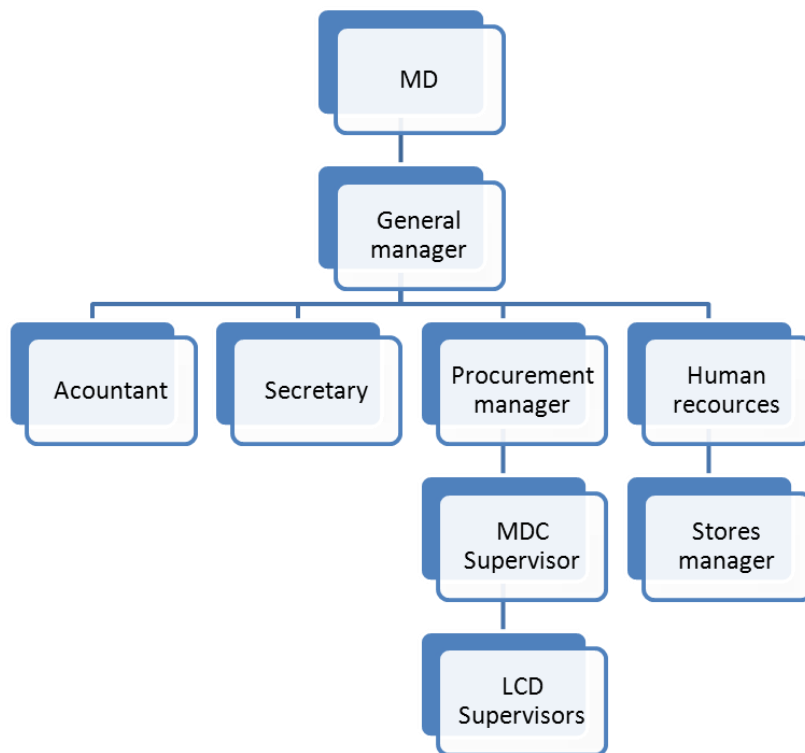 MD
General
manager
Acountant
Secretary
Procurement
manager
Human
recources
MDC
Supervisor
Stores
manager
LCD
Supervisors